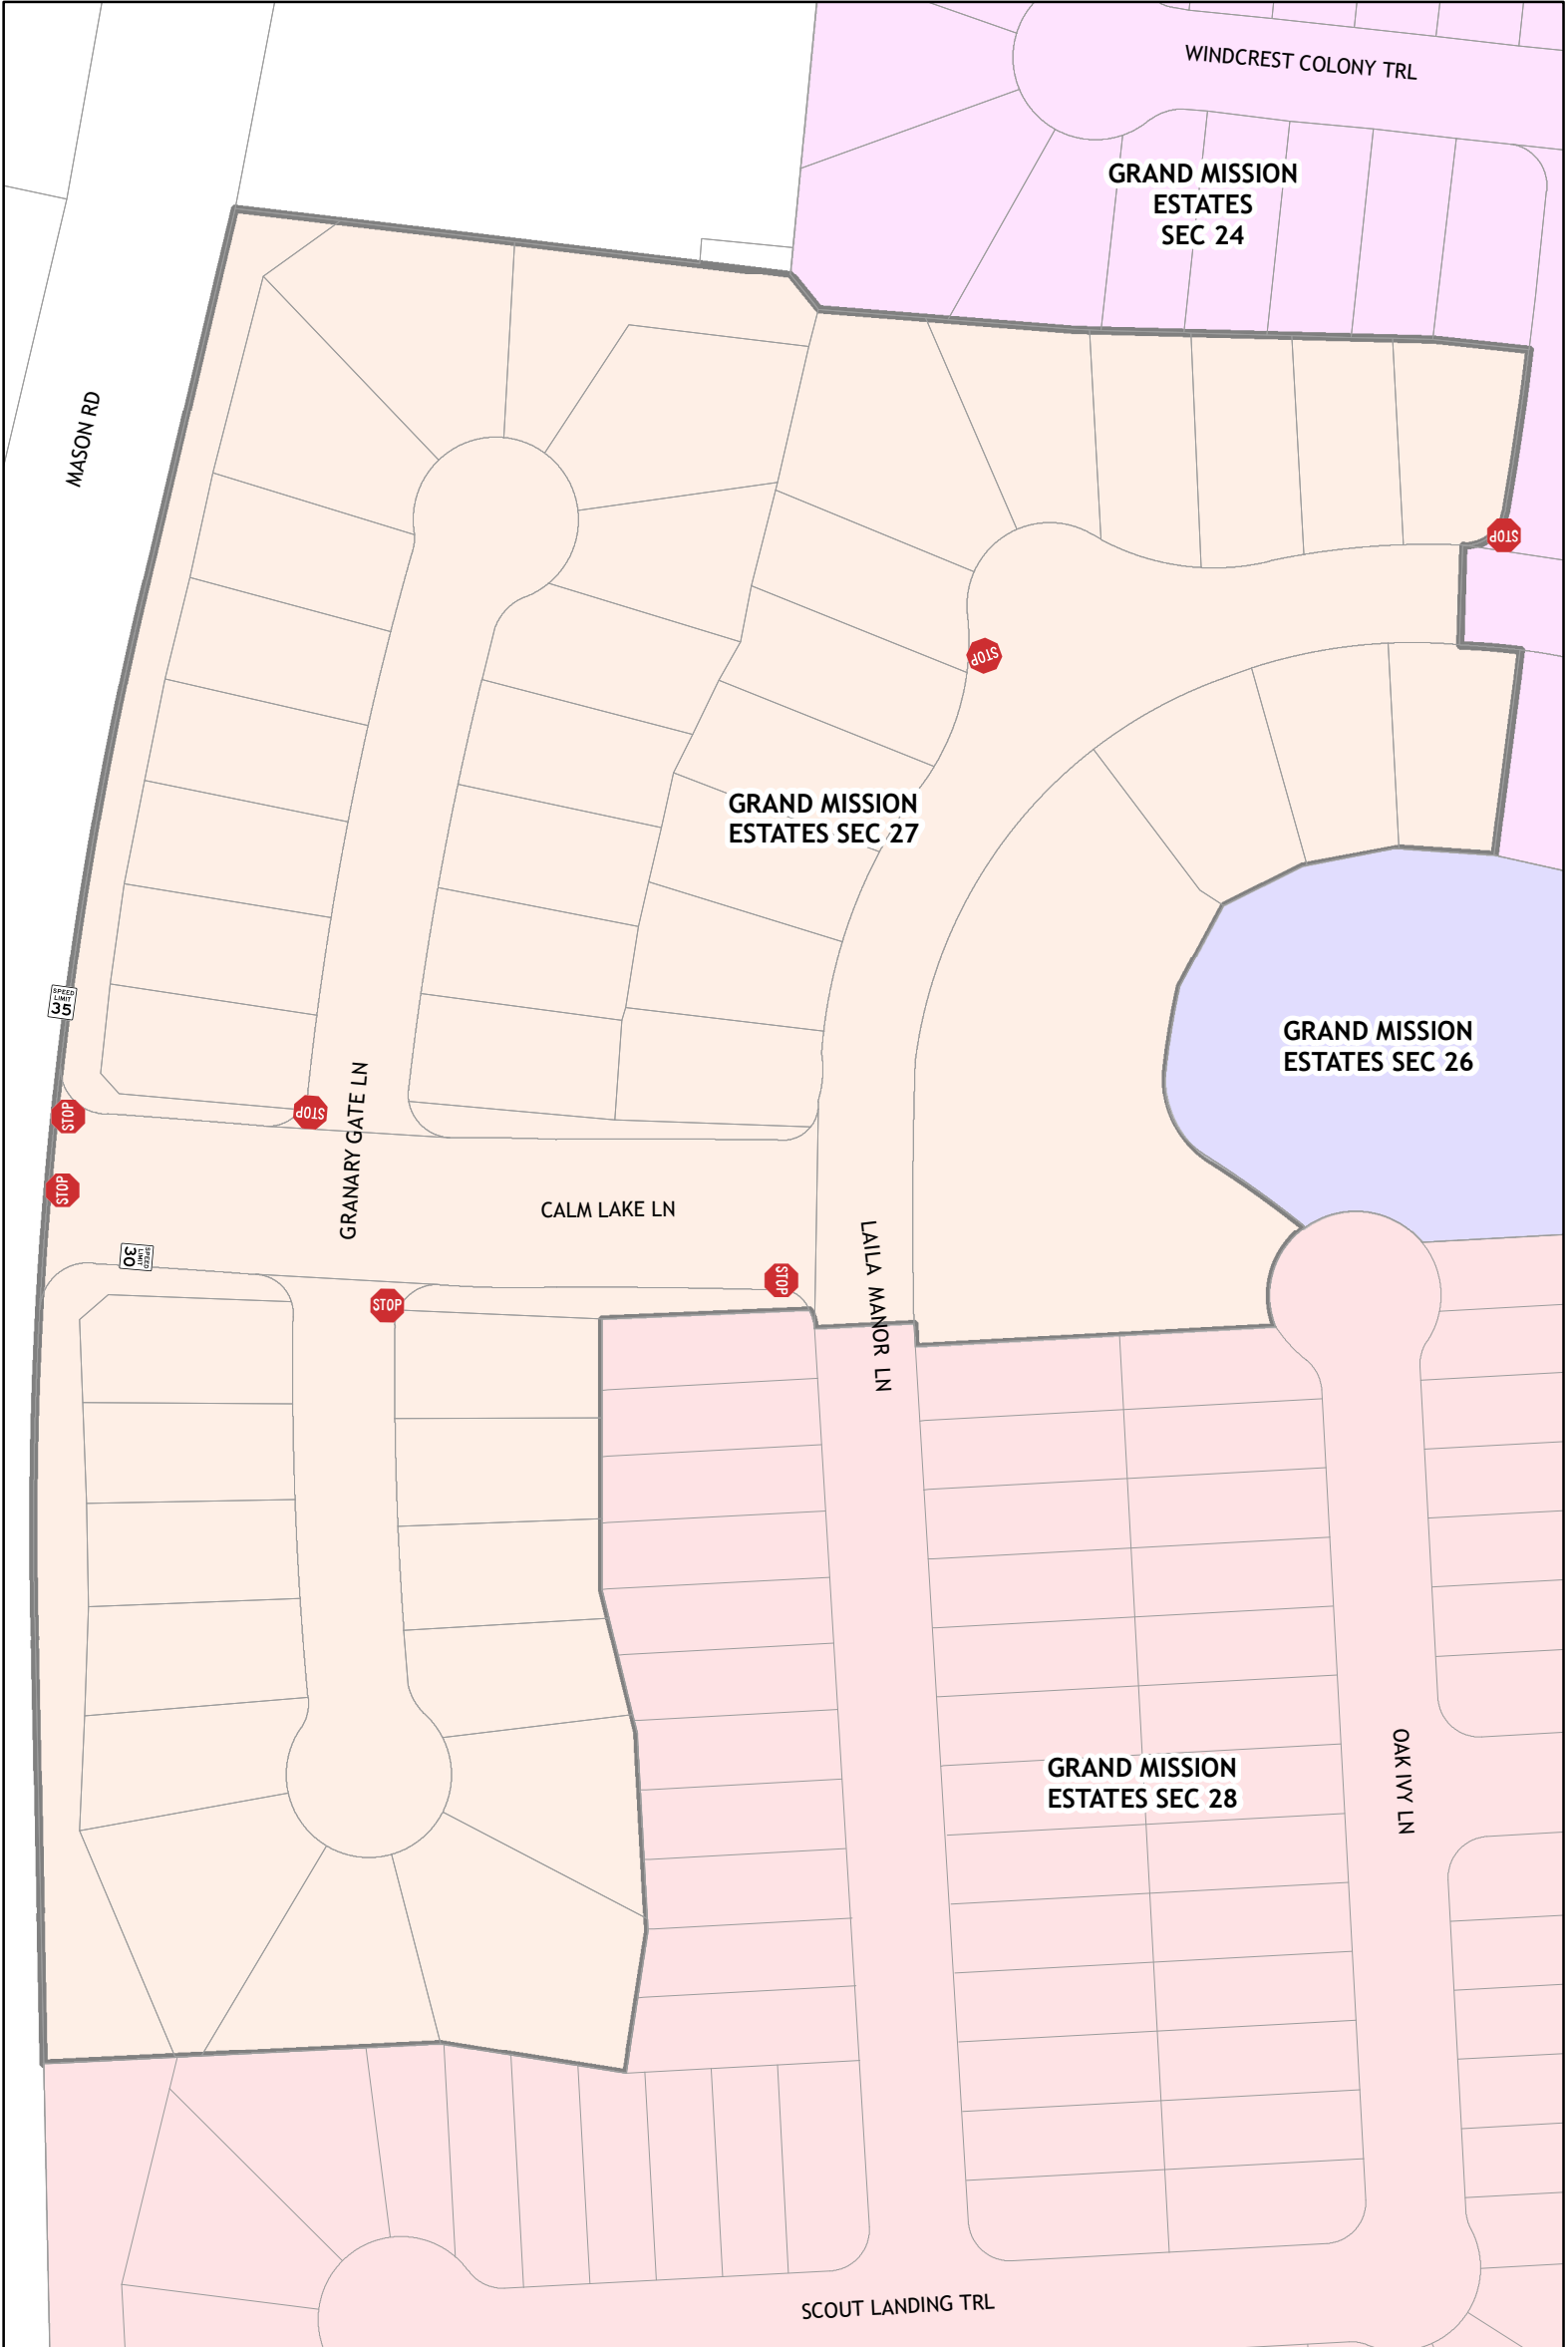 WINDCREST COLONY TRL
GRAND MISSION
ESTATES
SEC 24
MASON RD
STOP
STOP
GRAND MISSION
ESTATES SEC 27
SPEED
LIMIT
35
GRAND MISSION
ESTATES SEC 26
STOP
STOP
GRANARY GATE LN
STOP
CALM LAKE LN
LAILA MANOR LN
SPEED
LIMIT
30
STOP
STOP
GRAND MISSION
ESTATES SEC 28
OAK IVY LN
SCOUT LANDING TRL